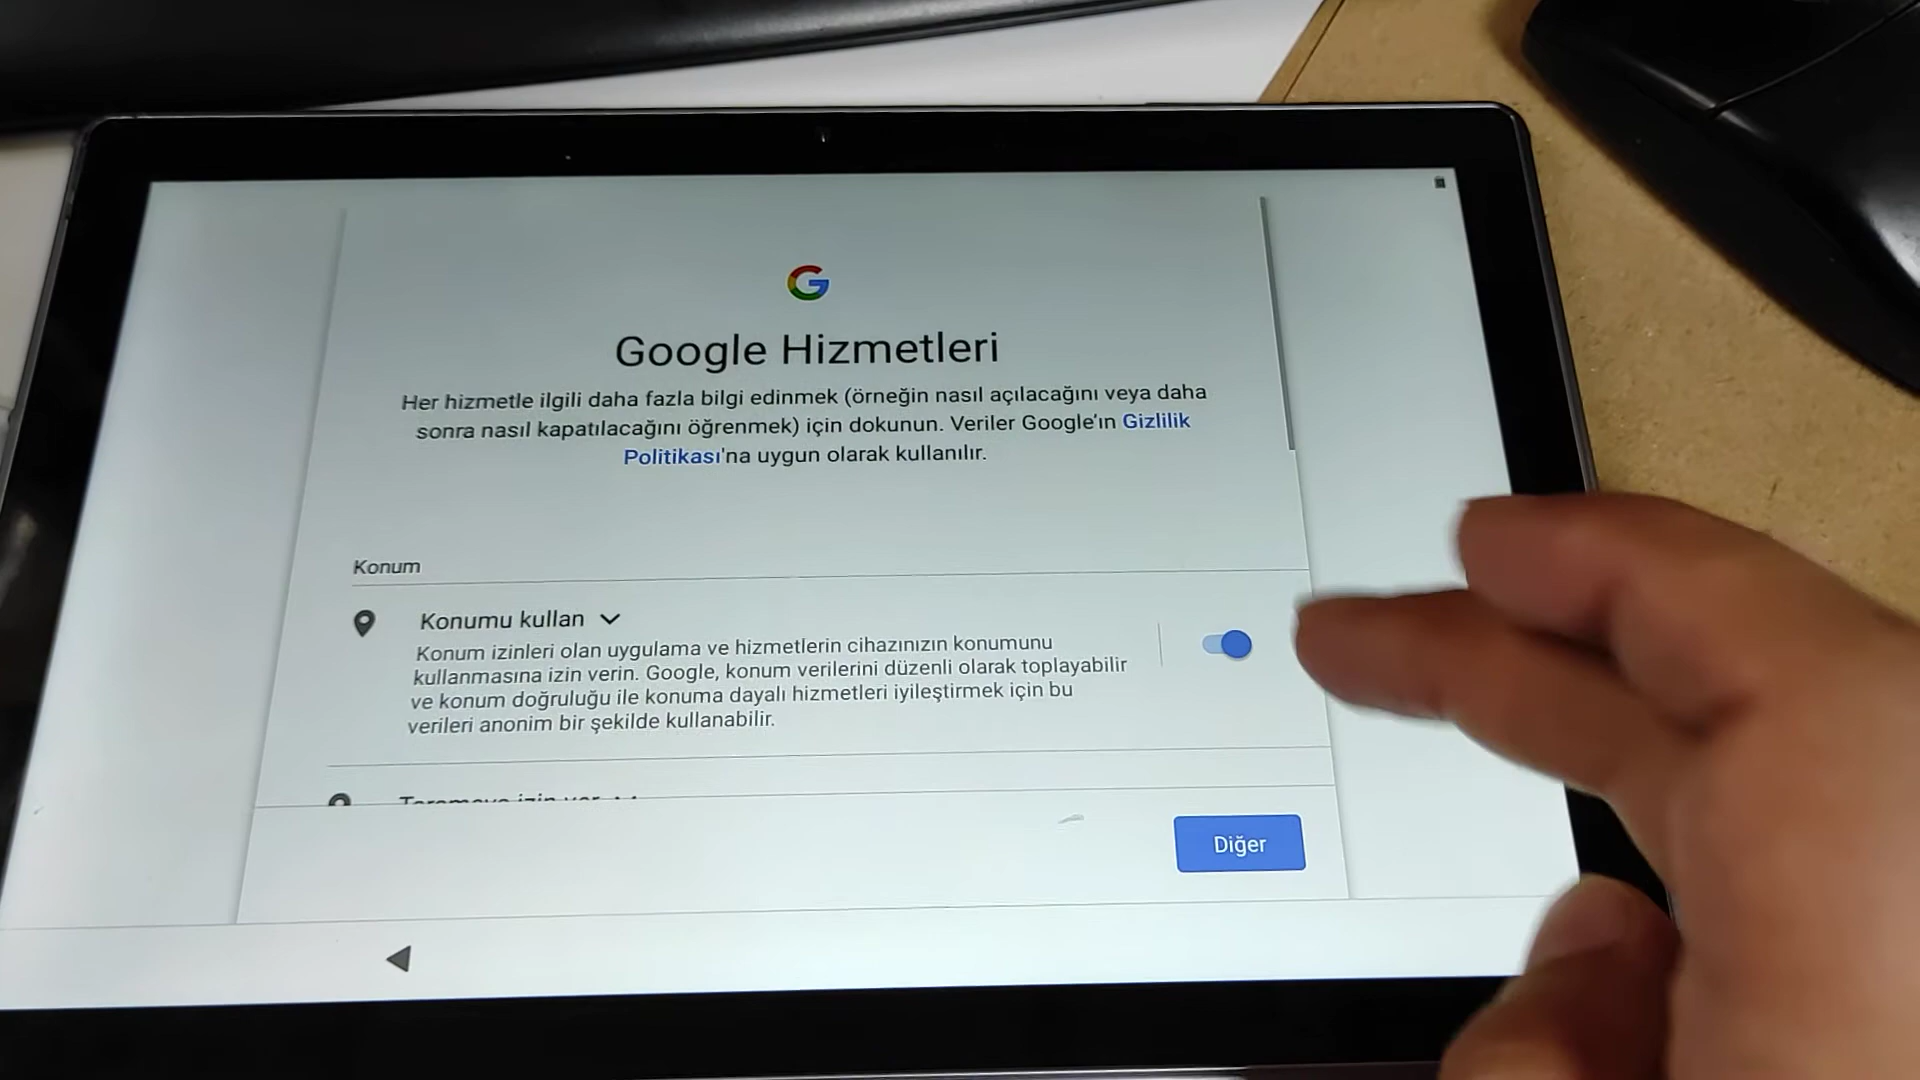 Google Hizmetleri
Her hizmetle ilgili daha fazla bilgi edinmek (örneğin nasıl açılacağını veya daha
sonra nasıl kapatılacağını öğrenmek) için dokunun. Veriler Google'ın Gizlilik
Politikası'na uygun olarak kullanılır.
Konum
Konumu kullan
Konum izinleri olan uygulama ve hizmetlerin cihazınızın konumunu
kullanmasına izin verin. Google, konum verilerini düzenli olarak toplayabilir
ve konum doğruluğu ile konuma dayalı hizmetleri iyileştirmek için bu
verileri anonim bir şekilde kullanabilir.
Diğer